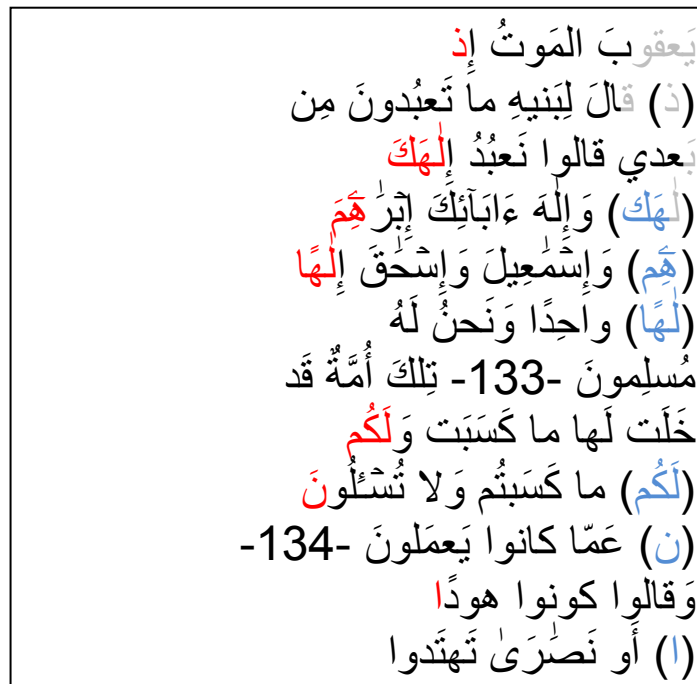 يَعقوبَ المَوتُ إِذ
(ذ) قالَ لِبَنيهِ ما تَعبُدونَ مِن
بَعدي قالوا نَعبُدُ إِلٰهَكَ
(لٰهَك) وَإِلٰهَ ءَابَآئِكَ إِبۡرَٰهِۧمَ
(هِۧم) وَإِسۡمَٰعِيلَ وَإِسۡحَٰقَ إِلَٰهًا
(لَٰهًا) واحِدًا وَنَحنُ لَهُ
مُسلِمونَ -133- تِلكَ أُمَّةٌ قَد
خَلَت لَها ما كَسَبَت وَلَكُم
(لَكُم) ما كَسَبتُم وَلا تُسۡـَٔلُونَ
(ن) عَمّا كانوا يَعمَلونَ -134-
وَقالوا كونوا هودًا
(ا) أَو نَصَٰرَىٰ تَهتَدوا